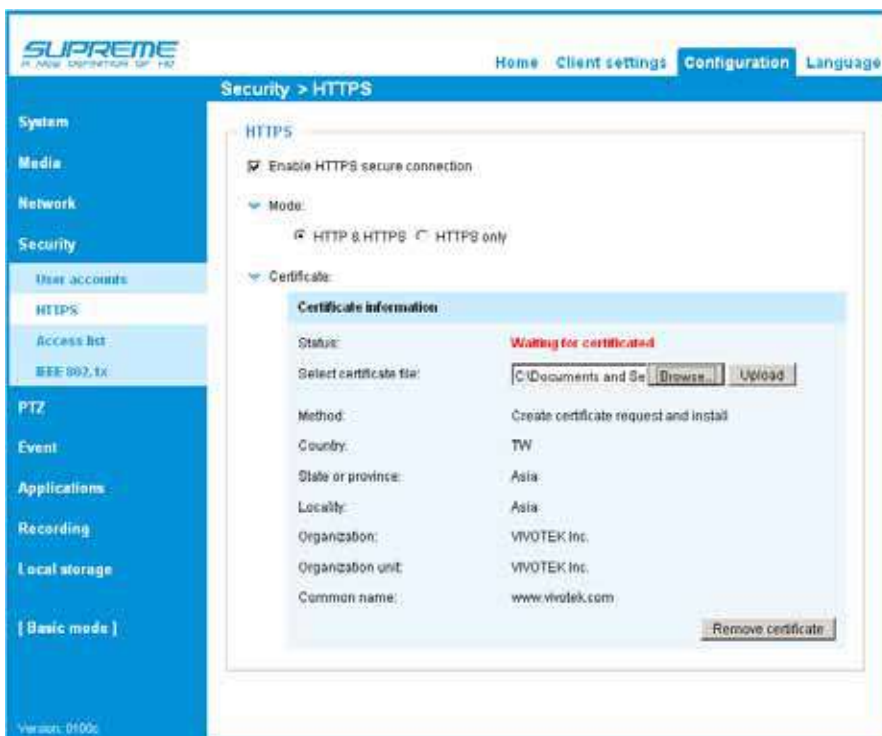 SUPREME
A NEW DEFINITION OF HD
Home Client settings Configuration Language
Security > HTTPS
System
Media
Network
Security
User accounts
HTTPS
Access list
IEEE 802.1x
PTZ
Event
Applications
Recording
Local storage
[ Basic mode ]
Version: 0100c
HTTPS
Enable HTTPS secure connection
Mode:
HTTP & HTTPS HTTPS only
Certificate:
Certificate information
Status: Waiting for certificated
Select certificate file: C:\Documents and Se Browse... Upload
Method: Create certificate request and install
Country: TW
State or province: Asia
Locality: Asia
Organization: VIVOTEK Inc.
Organization unit: VIVOTEK Inc.
Common name: www.vivotek.com
Remove certificate